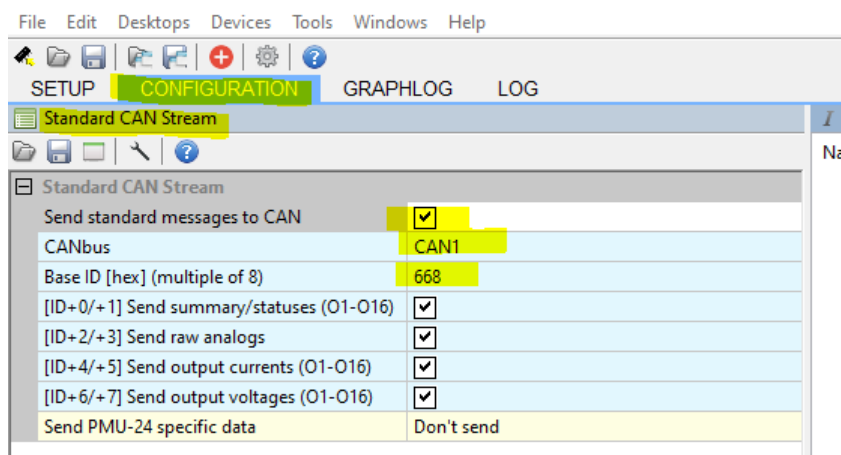 File Edit Desktops Devices Tools Windows Help
SETUP CONFIGURATION GRAPHLOG LOG
Standard CAN Stream
Standard CAN Stream
Send standard messages to CAN
CANbus CAN1
Base ID [hex] (multiple of 8) 668
[ID+0/+1] Send summary/statuses (O1-O16)
[ID+2/+3] Send raw analogs
[ID+4/+5] Send output currents (O1-O16)
[ID+6/+7] Send output voltages (O1-O16)
Send PMU-24 specific data Don't send